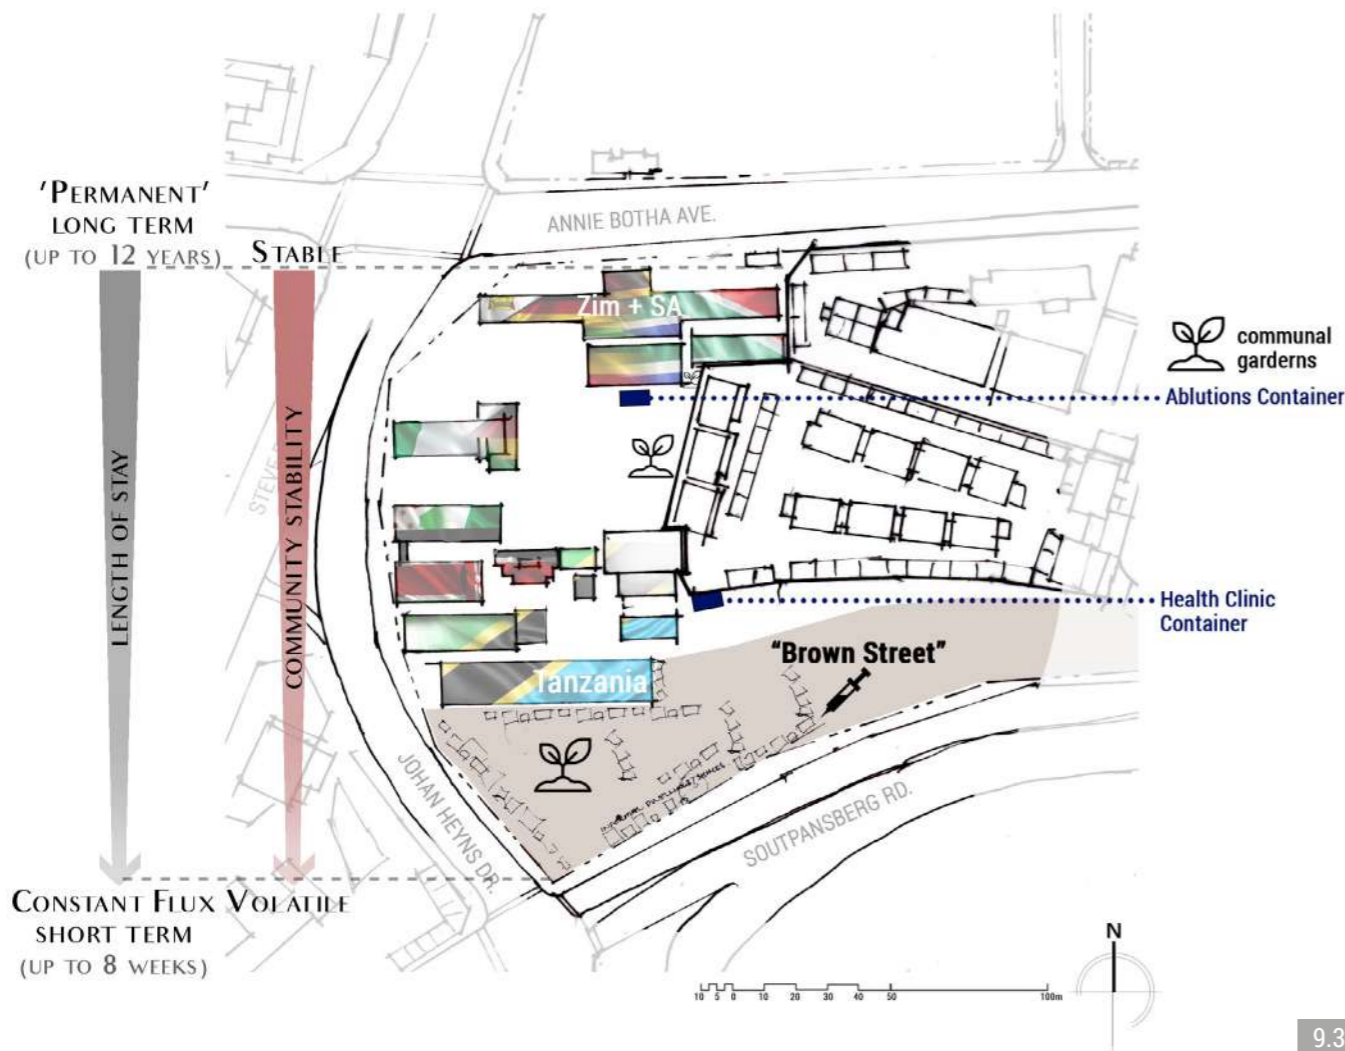 'PERMANENT'
LONG TERM
(UP TO 12 YEARS)
STABLE
LENGTH OF STAY
COMMUNITY STABILITY
CONSTANT FLUX
SHORT TERM
(UP TO 8 WEEKS)
VOLATILE
ANNIE BOTHA AVE.
Zim + SA
communal
garderns
Ablutions Container
Health Clinic
Container
"Brown Street"
Tanzania
JOHAN HEYNS DR.
SOUTPANSBERG RD.
N
10 5 0 10 20 30 40 50 100m
9.3